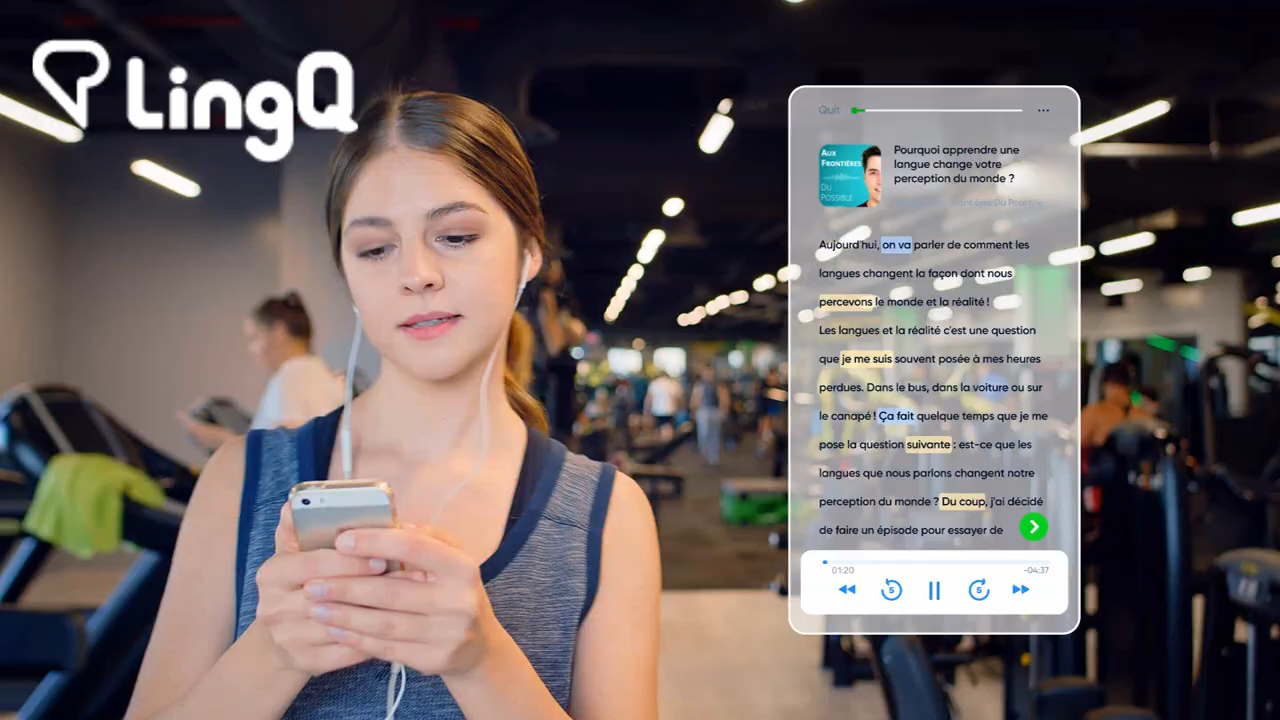 LingQ
Quit
Aux
Frontières
Du
Possible
Pourquoi apprendre une
langue change votre
perception du monde ?
Frontières Du Possible
Aujourd'hui, on va parler de comment les
langues changent la façon dont nous
percevons le monde et la réalité !
Les langues et la réalité c'est une question
que je me suis souvent posée à mes heures
perdues. Dans le bus, dans la voiture ou sur
le canapé ! Ça fait quelque temps que je me
pose la question suivante : est-ce que les
langues que nous parlons changent notre
perception du monde ? Du coup, j'ai décidé
de faire un épisode pour essayer de
01:20
-04:37
5
5